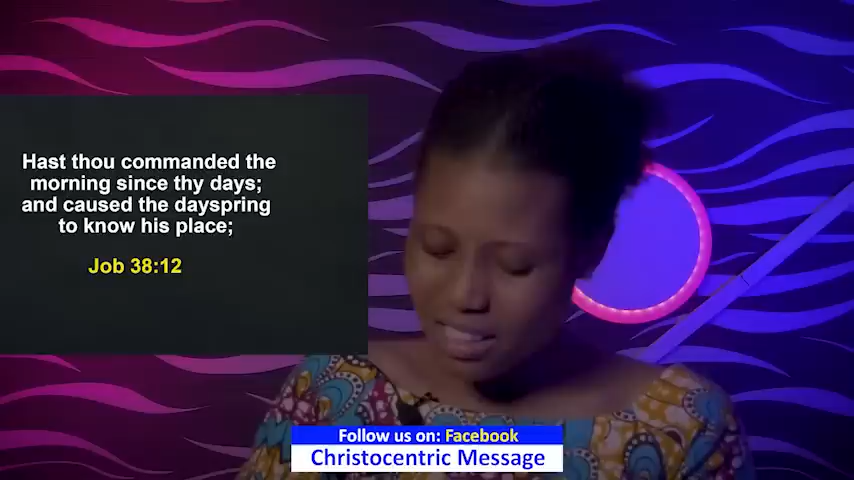 Hast thou commanded the
morning since thy days;
and caused the dayspring
to know his place;
Job 38:12
Follow us on: Facebook
Christocentric Message